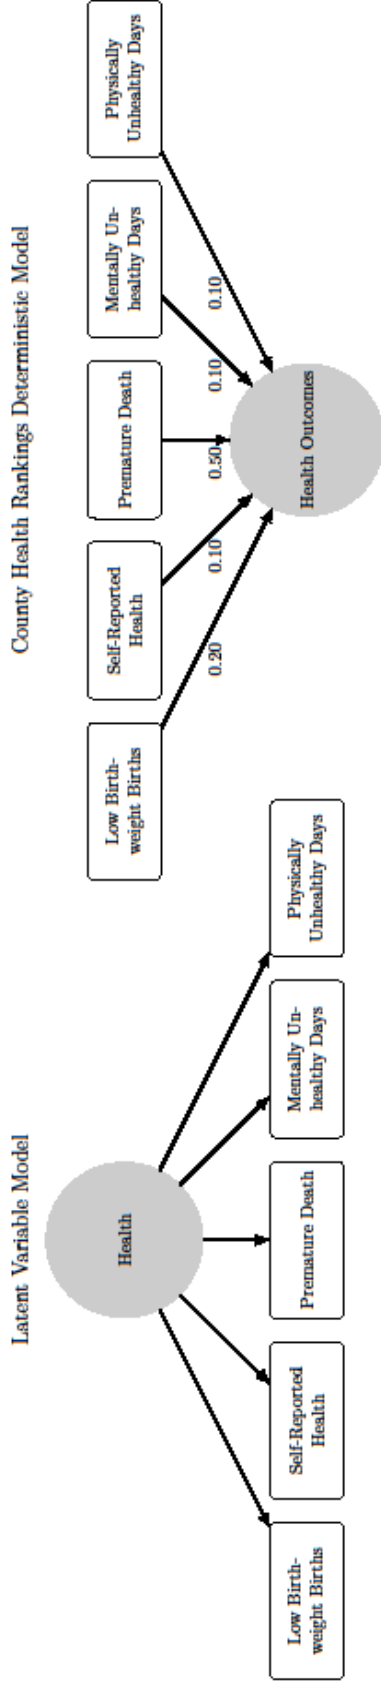 Latent Variable Model
Health
Low Birth-
weight Births
Self-Reported
Health
Premature Death
Mentally Un-
healthy Days
Physically
Unhealthy Days
County Health Rankings Deterministic Model
Low Birth-
weight Births
Self-Reported
Health
Premature Death
Mentally Un-
healthy Days
Physically
Unhealthy Days
0.20
0.10
0.50
0.10
0.10
Health Outcomes